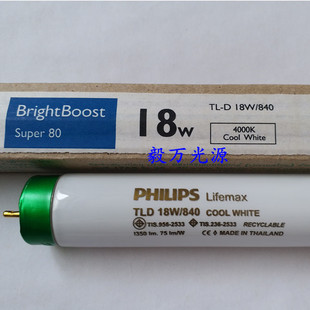 BrightBoost
Super 80
18w
TL-D 18W/840
4000K
Cool White
毅万光源
PHILIPS Lifemax
TLD 18W/840 COOL WHITE
TIS.956-2533 TIS.236-2533 RECYCLABLE
1350 lm. 75 lm/W CE MADE IN THAILAND